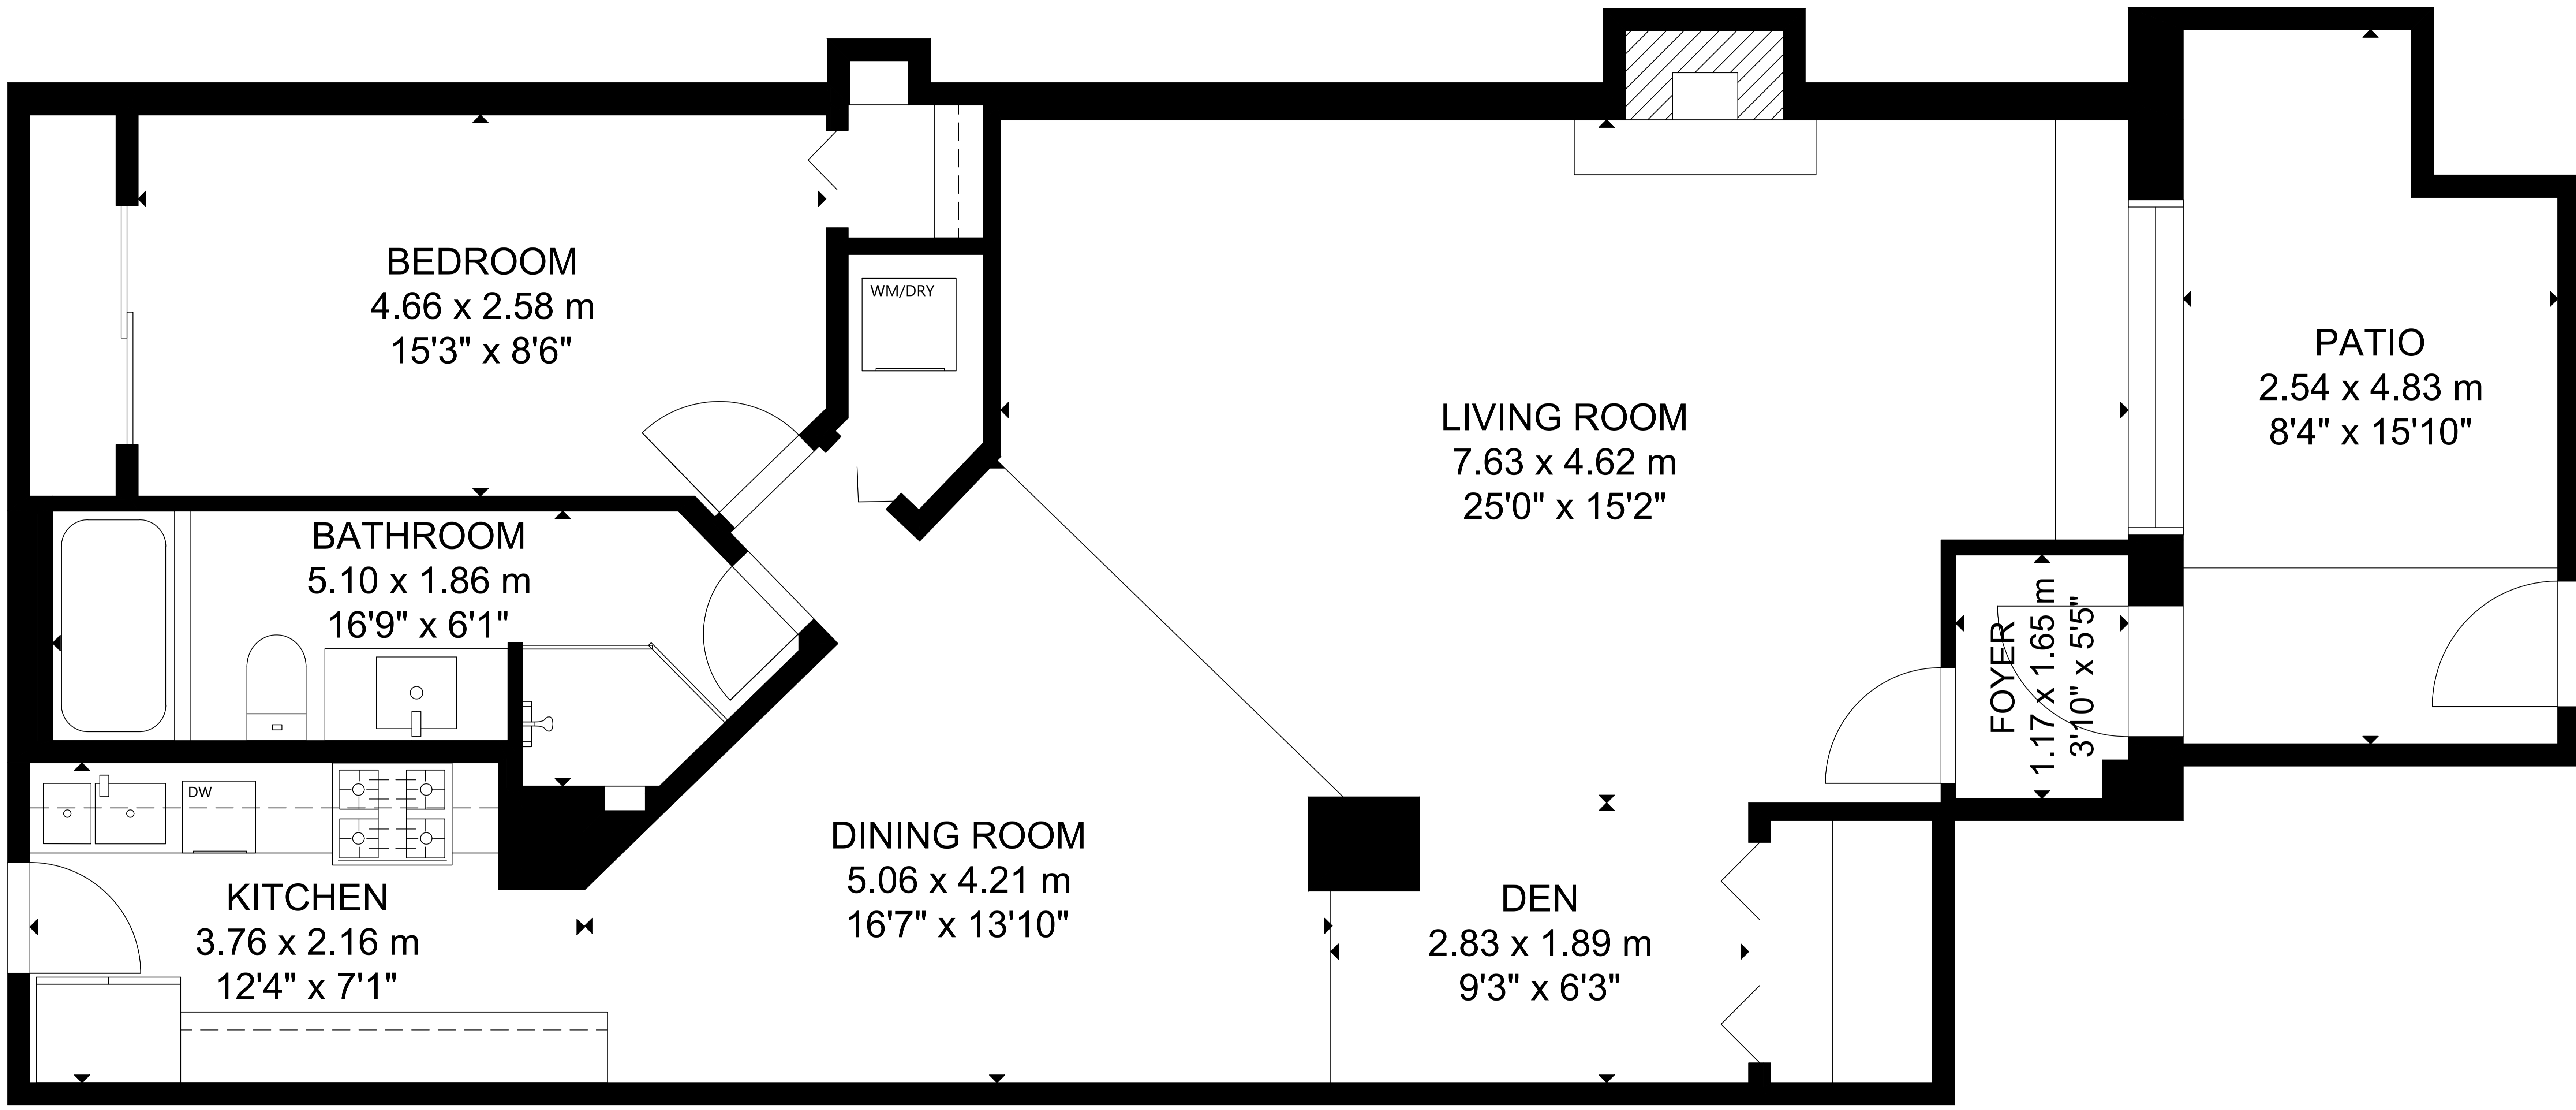 BEDROOM
4.66 x 2.58 m
15'3" x 8'6"
WM/DRY
LIVING ROOM
7.63 x 4.62 m
25'0" x 15'2"
PATIO
2.54 x 4.83 m
8'4" x 15'10"
BATHROOM
5.10 x 1.86 m
16'9" x 6'1"
FOYER
1.17 x 1.65 m
3'10" x 5'5"
DW
KITCHEN
3.76 x 2.16 m
12'4" x 7'1"
DINING ROOM
5.06 x 4.21 m
16'7" x 13'10"
DEN
2.83 x 1.89 m
9'3" x 6'3"